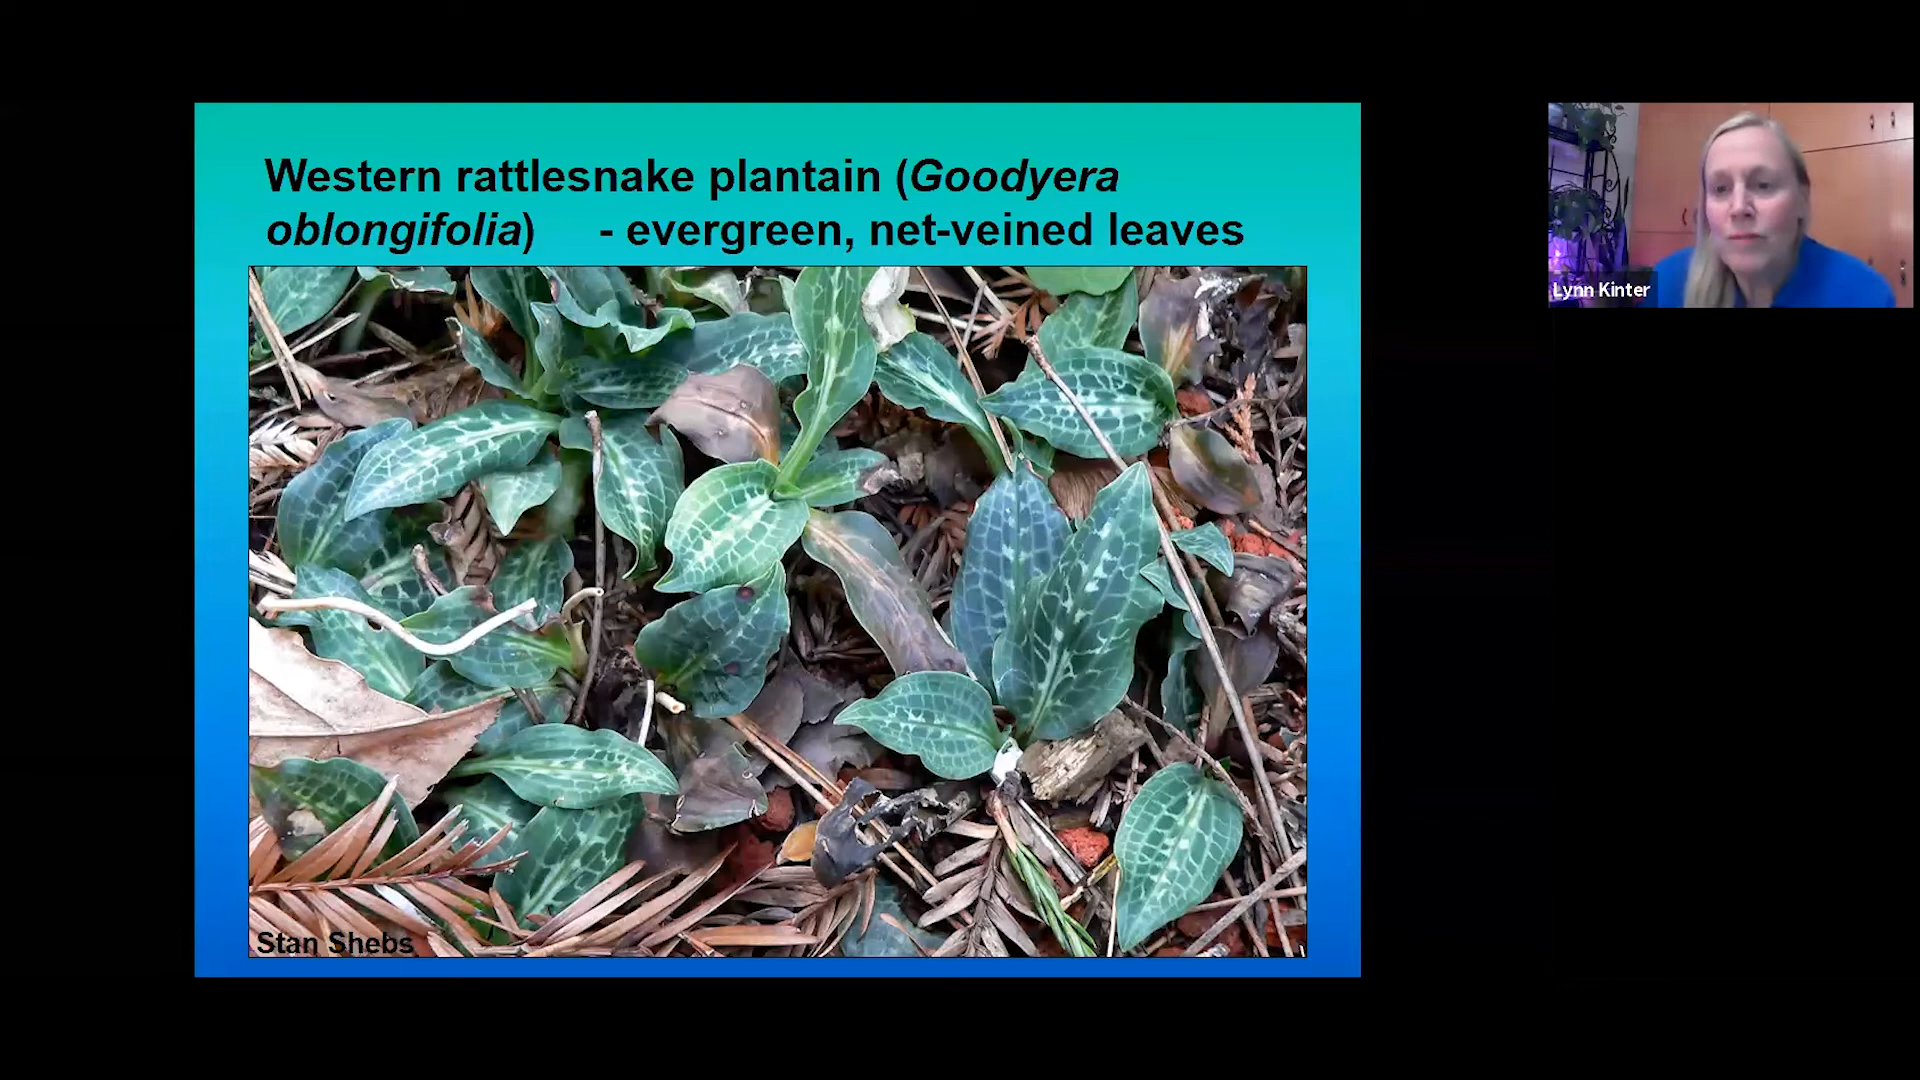 Western rattlesnake plantain (Goodyera
oblongifolia) - evergreen, net-veined leaves
Lynn Kinter
Stan Shebs